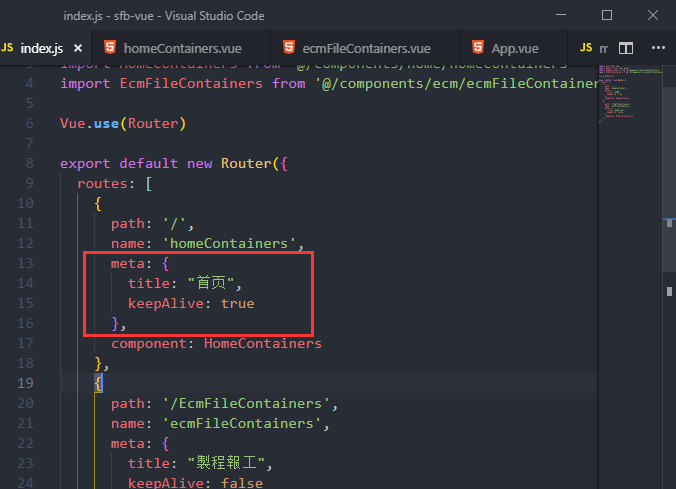 index.js - sfb-vue - Visual Studio Code
JS index.js homeContainers.vue ecmFileContainers.vue App.vue JS
import HomeContainers from '@/components/home/homeContainers'
4 import EcmFileContainers from '@/components/ecm/ecmFileContainer
5
6 Vue.use(Router)
7
8 export default new Router({
9 routes: [
10 {
11 path: '/',
12 name: 'homeContainers',
13 meta: {
14 title: "首页",
15 keepAlive: true
16 },
17 component: HomeContainers
18 },
19 {
20 path: '/EcmFileContainers',
21 name: 'ecmFileContainers',
22 meta: {
23 title: "製程報工",
24 keepAlive: false